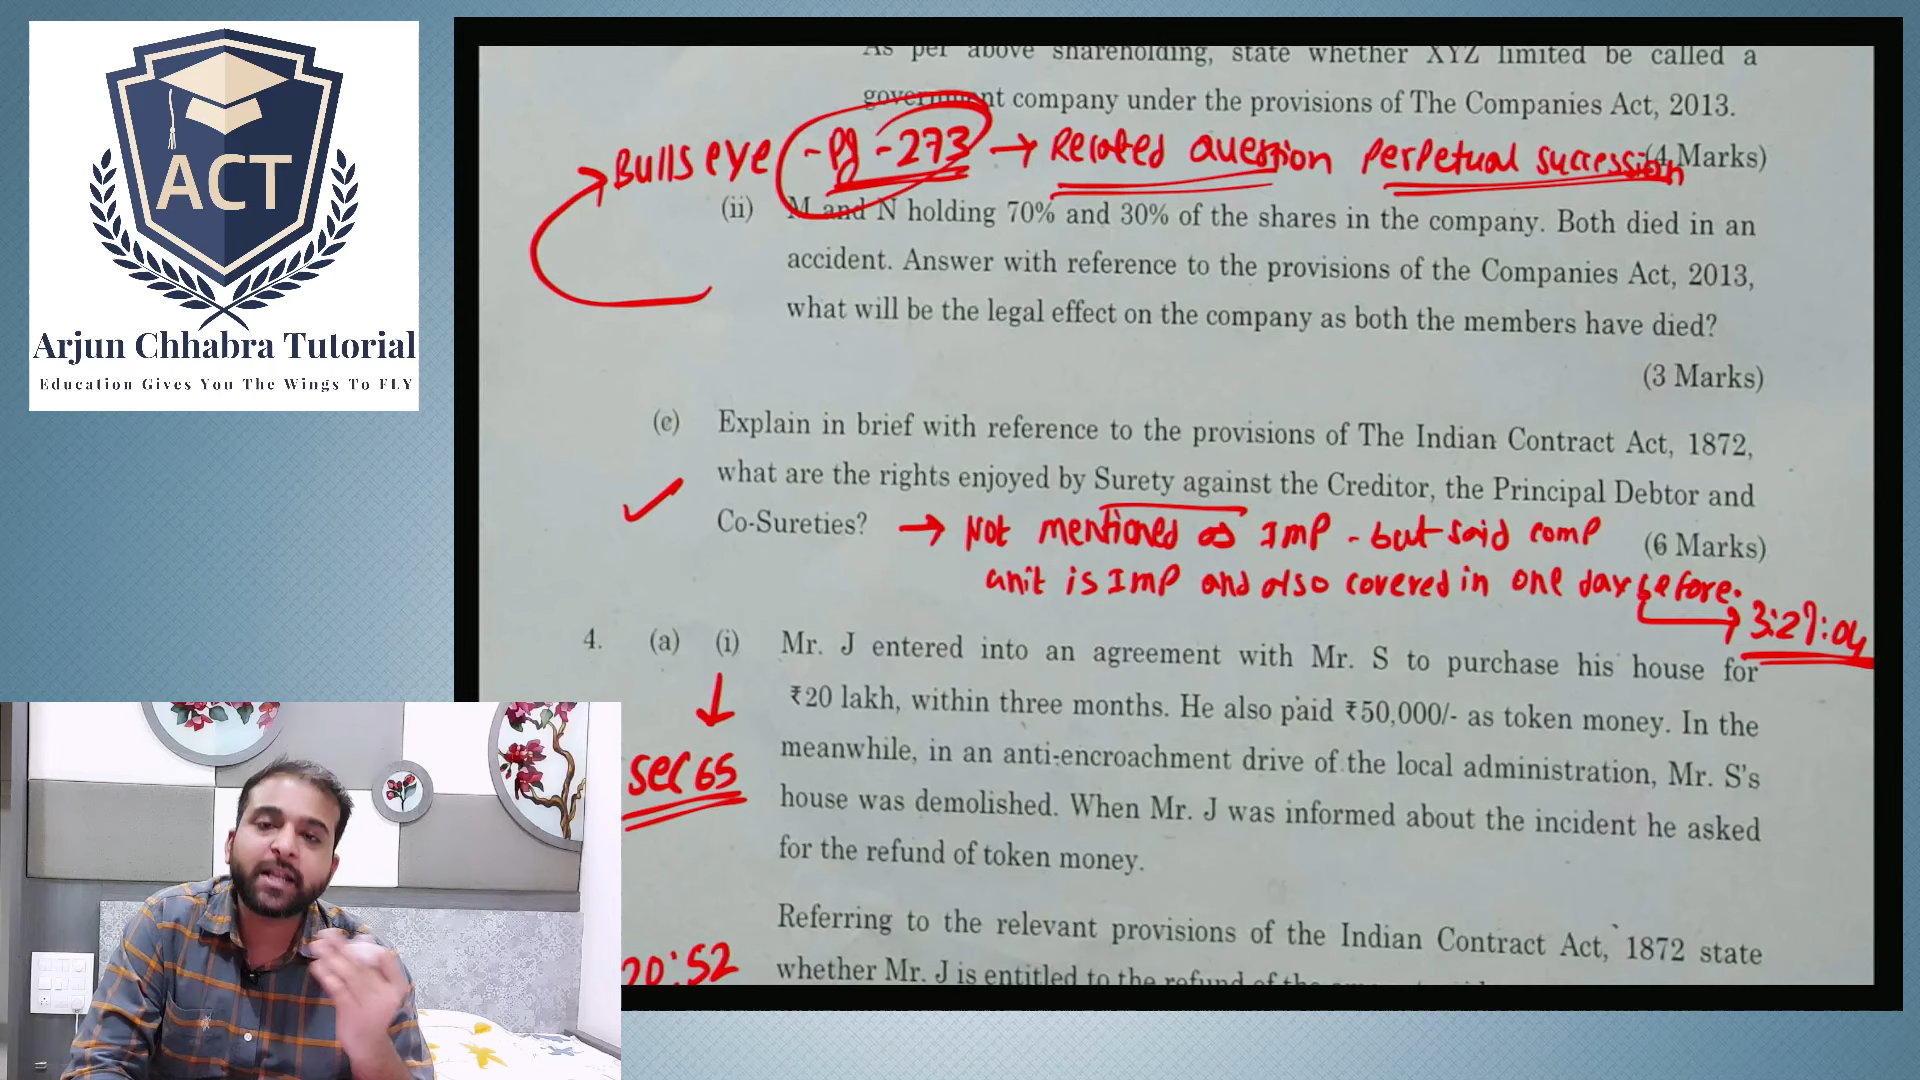 ACT
Arjun Chhabra Tutorial
Education Gives You The Wings To FLY
As per above shareholding, state whether XYZ limited be called a
government company under the provisions of The Companies Act, 2013.
(4 Marks)
Bulls eye - Pg - 273 → Related Question Perpetual succession
(ii) M and N holding 70% and 30% of the shares in the company. Both died in an
accident. Answer with reference to the provisions of the Companies Act, 2013,
what will be the legal effect on the company as both the members have died?
(3 Marks)
(c) Explain in brief with reference to the provisions of The Indian Contract Act, 1872,
what are the rights enjoyed by Surety against the Creditor, the Principal Debtor and
Co-Sureties?
(6 Marks)
→ Not mentioned as Imp - but said comp
unit is Imp and also covered in one day before.
3:27:04
4. (a) (i) Mr. J entered into an agreement with Mr. S to purchase his house for
₹20 lakh, within three months. He also paid ₹50,000/- as token money. In the
meanwhile, in an anti-encroachment drive of the local administration, Mr. S's
house was demolished. When Mr. J was informed about the incident he asked
for the refund of token money.
Sec 65
Referring to the relevant provisions of the Indian Contract Act, 1872 state
whether Mr. J is entitled to the refund of the
20:52